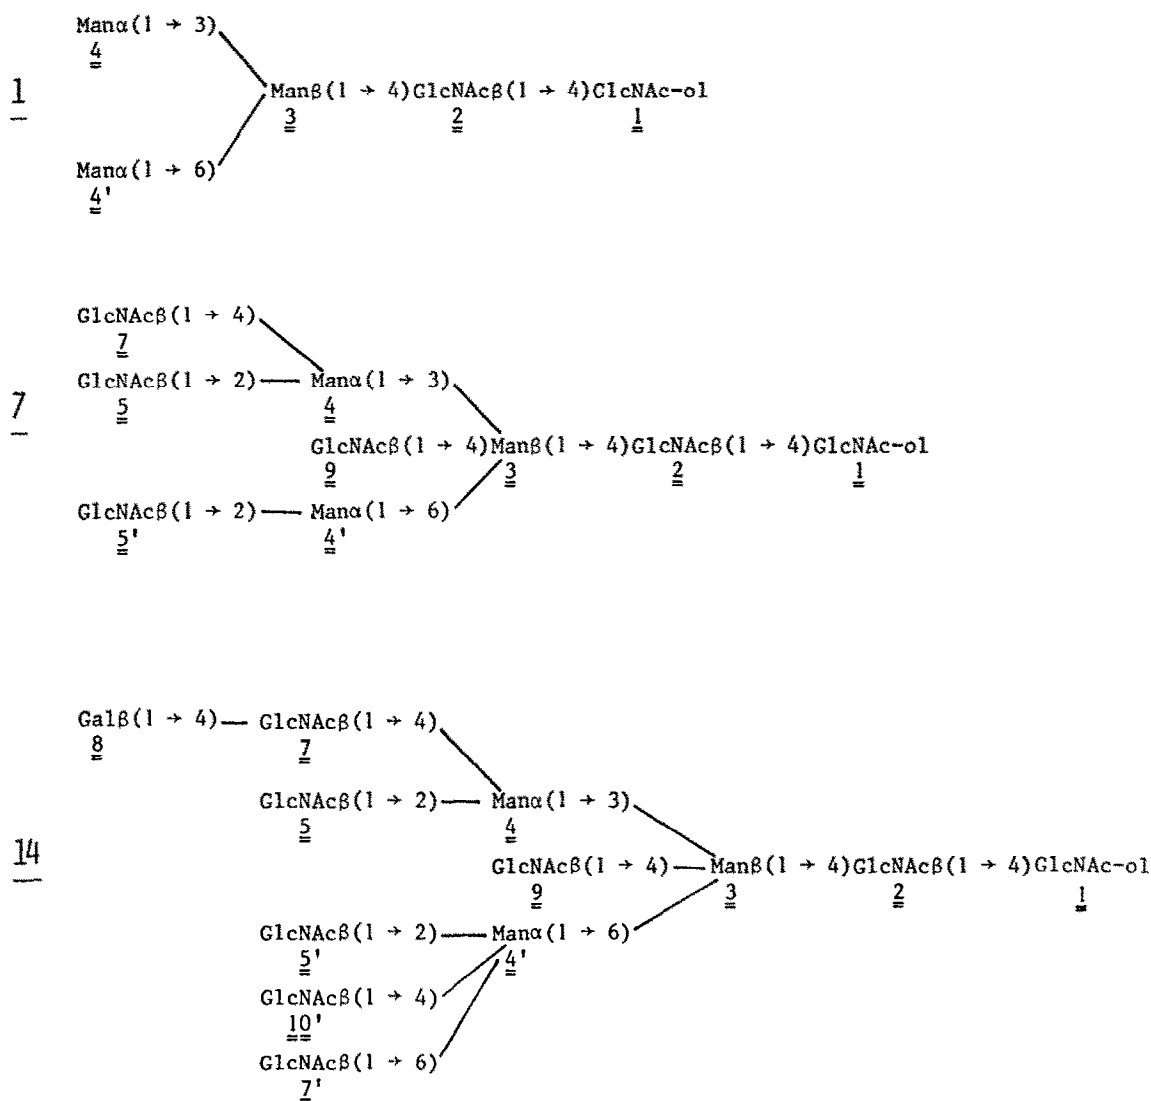 Manα(1 → 3)
4
1
Manβ(1 → 4)GlcNAcβ(1 → 4)GlcNAc-ol
3 2 1
Manα(1 → 6)
4'
GlcNAcβ(1 → 4)
7
GlcNAcβ(1 → 2) Manα(1 → 3)
5 4
7
GlcNAcβ(1 → 4)Manβ(1 → 4)GlcNAcβ(1 → 4)GlcNAc-ol
9 3 2 1
GlcNAcβ(1 → 2) Manα(1 → 6)
5' 4'
Galβ(1 → 4) GlcNAcβ(1 → 4)
8 7
GlcNAcβ(1 → 2) Manα(1 → 3)
5 4
14
GlcNAcβ(1 → 4) Manβ(1 → 4)GlcNAcβ(1 → 4)GlcNAc-ol
9 3 2 1
GlcNAcβ(1 → 2) Manα(1 → 6)
5' 4'
GlcNAcβ(1 → 4)
10'
GlcNAcβ(1 → 6)
7'